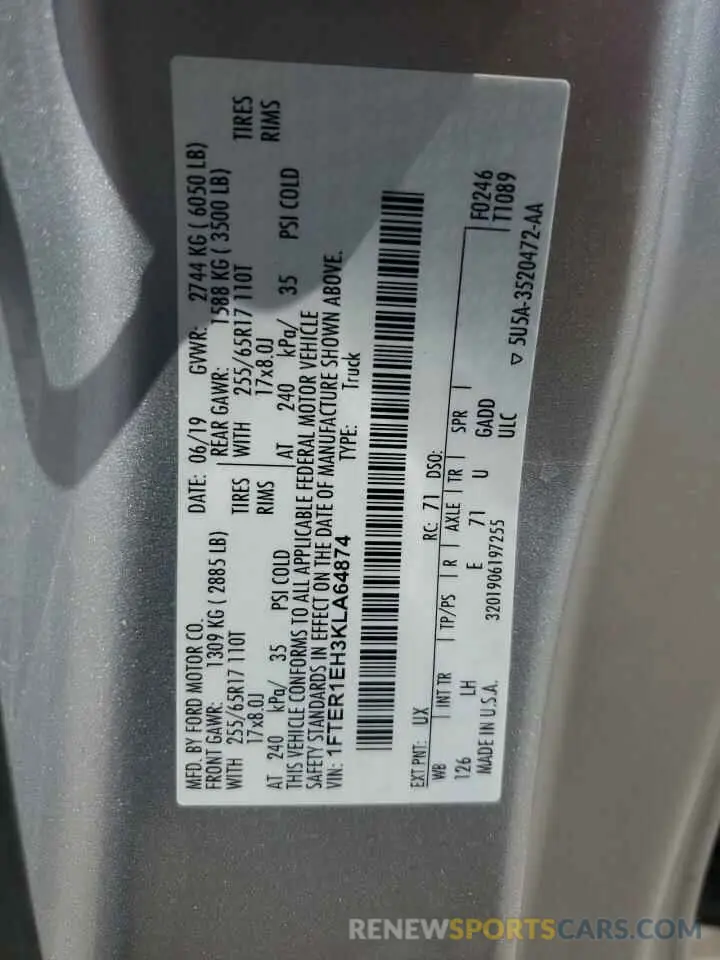 MFD. BY FORD MOTOR CO. DATE: 06/19 GVWR: 2744 KG ( 6050 LB)
FRONT GAWR: 1309 KG ( 2885 LB) REAR GAWR: 1588 KG ( 3500 LB)
WITH 255/65R17 110T TIRES WITH 255/65R17 110T TIRES
17x8.0J RIMS 17x8.0J RIMS
AT 240 kPa/ 35 PSI COLD AT 240 kPa/ 35 PSI COLD
THIS VEHICLE CONFORMS TO ALL APPLICABLE FEDERAL MOTOR VEHICLE
SAFETY STANDARDS IN EFFECT ON THE DATE OF MANUFACTURE SHOWN ABOVE.
VIN: 1FTER1EH3KLA64874 TYPE: Truck
EXT PNT: UX RC: 71 DSO: F0246
WB INT TR TP/PS R AXLE TR SPR T1089
126 LH E 71 U GADD
MADE IN U.S.A. 3201906197255 ULC
▽ 5U5A-3520472-AA
RENEWSPORTSCARS.COM